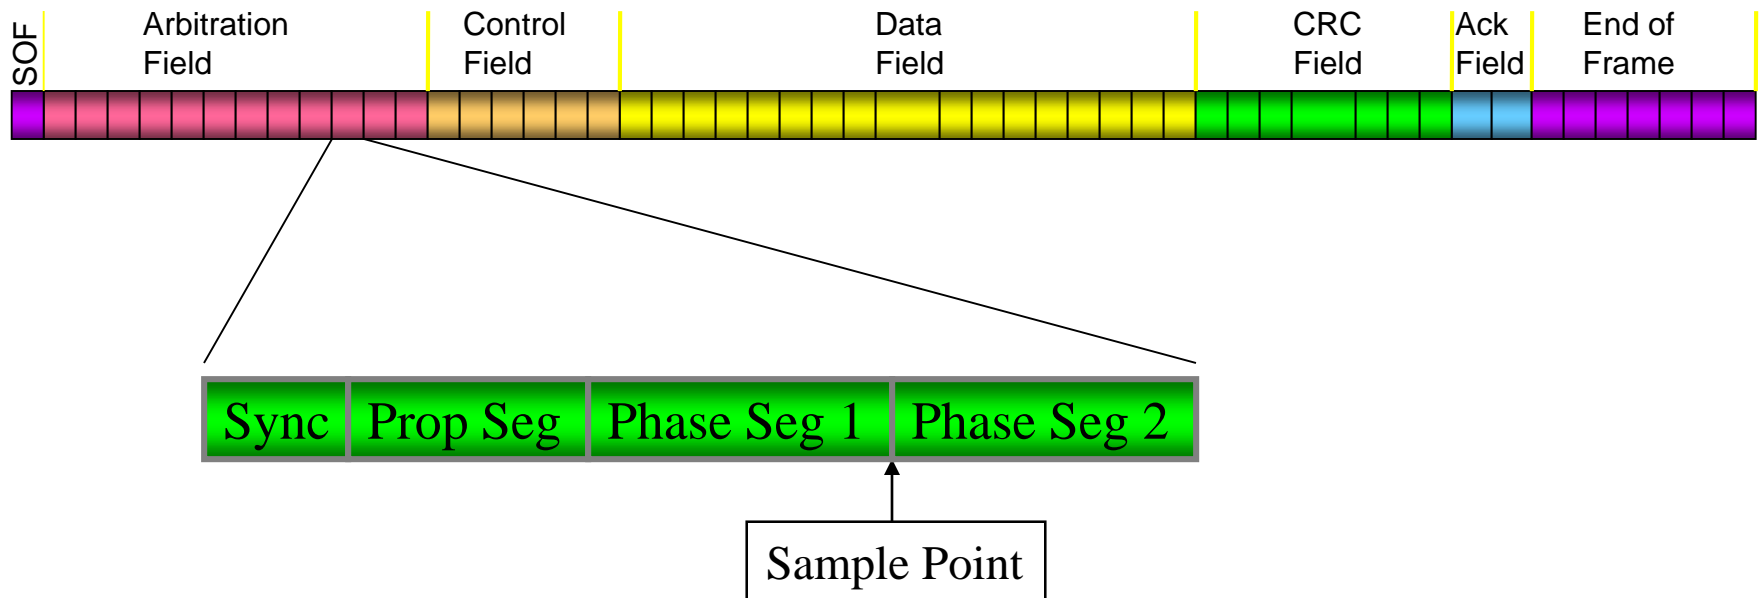 SOF
Arbitration
Field
Control
Field
Data
Field
CRC
Field
Ack
Field
End of
Frame
Sync
Prop Seg
Phase Seg 1
Phase Seg 2
Sample Point